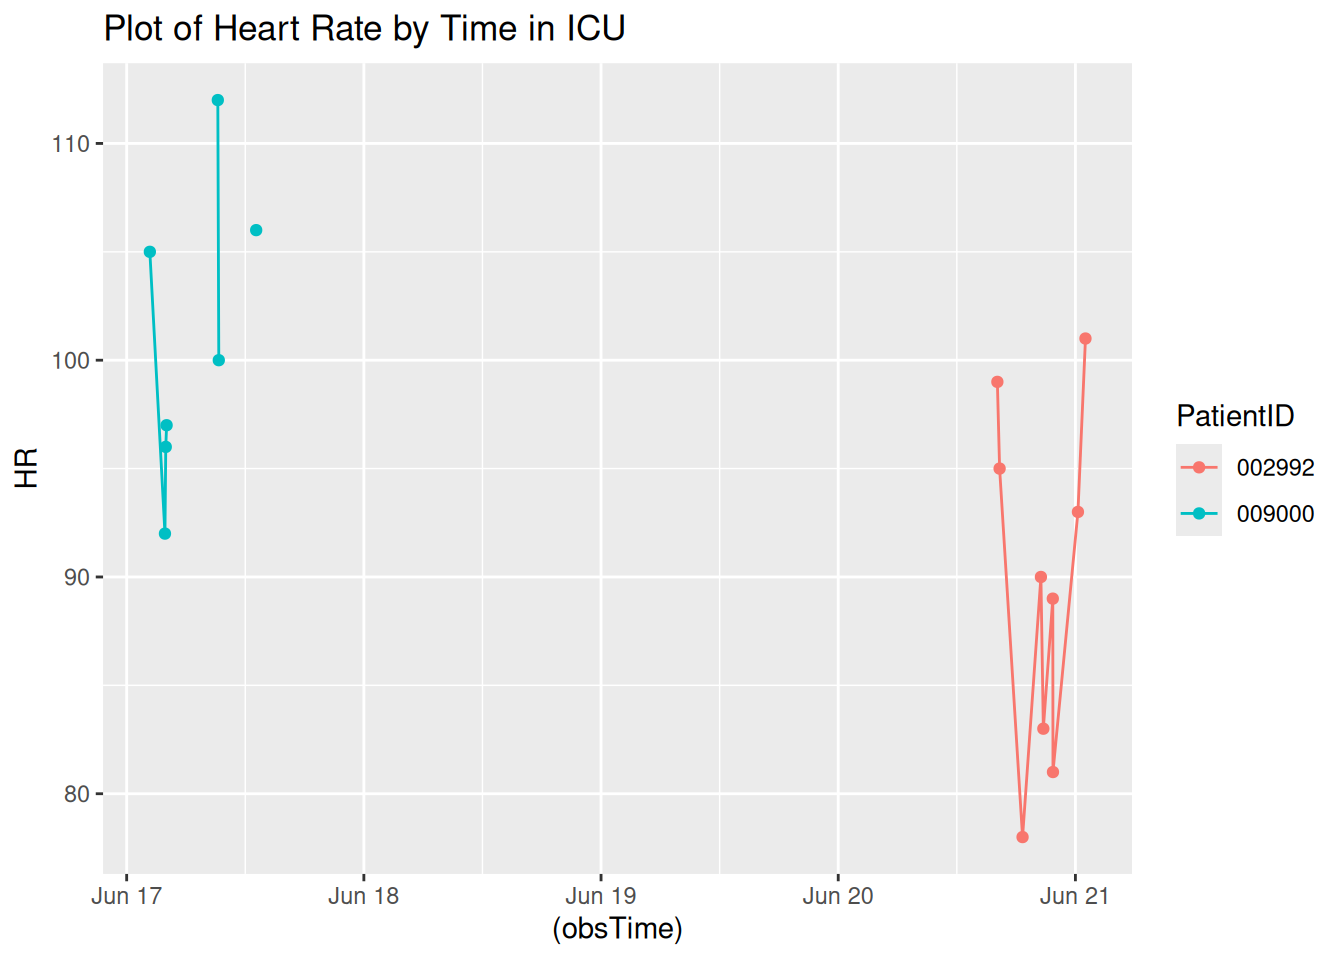 Plot of Heart Rate by Time in ICU
110
100
90
80
HR
Jun 17 Jun 18 Jun 19 Jun 20 Jun 21
(obsTime)
PatientID
002992
009000